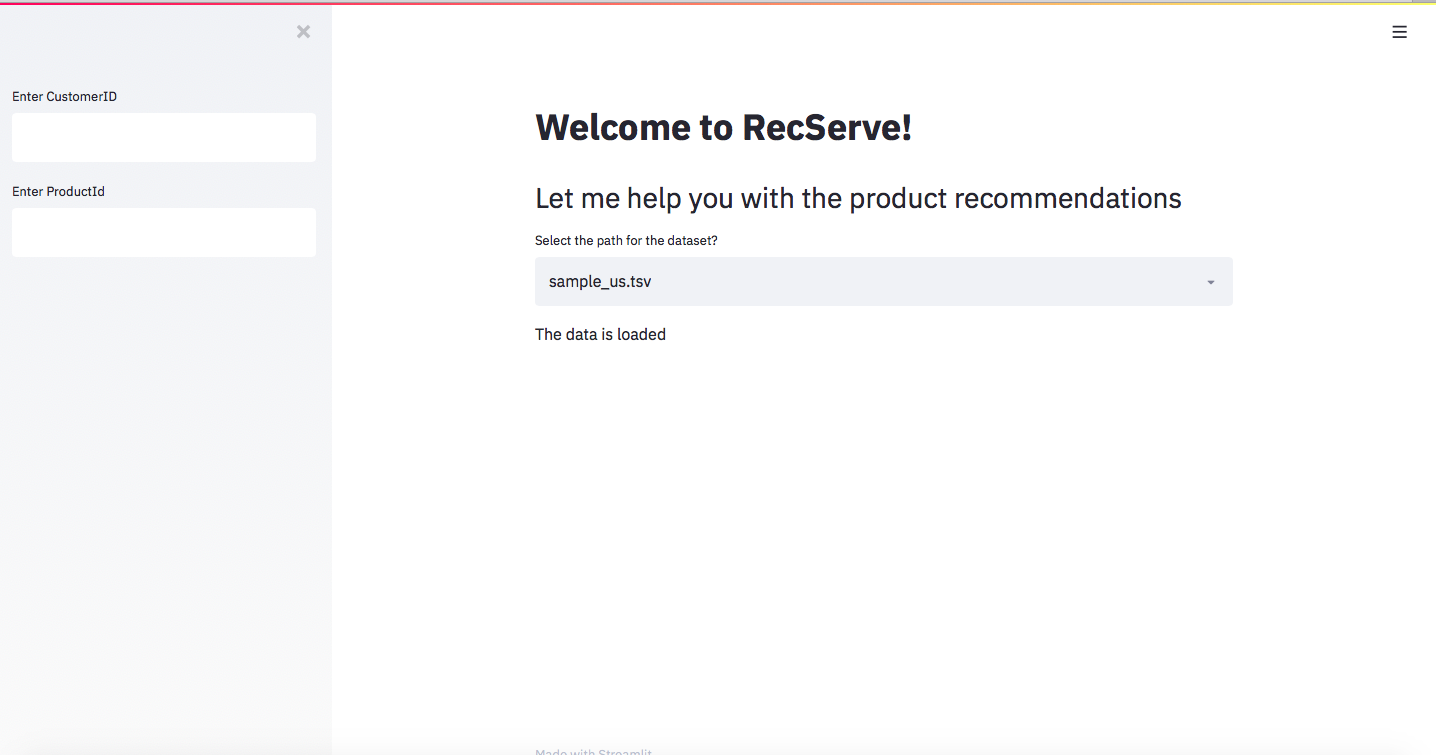 Enter CustomerID
Enter ProductId
Welcome to RecServe!
Let me help you with the product recommendations
Select the path for the dataset?
sample_us.tsv
The data is loaded
Made with Streamlit